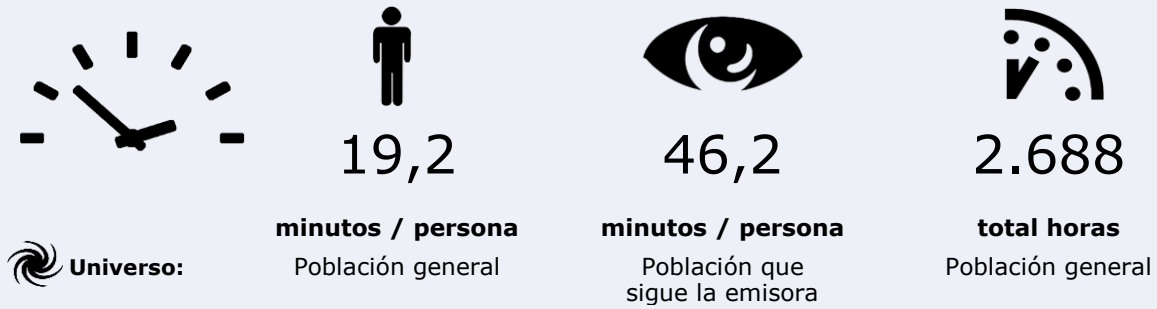 19,2
46,2
2.688
minutos / persona
minutos / persona
total horas
Universo:
Población general
Población que
sigue la emisora
Población general